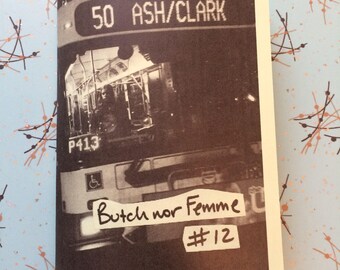 50 ASH/CLARK
P413
Butch nor Femme
#12